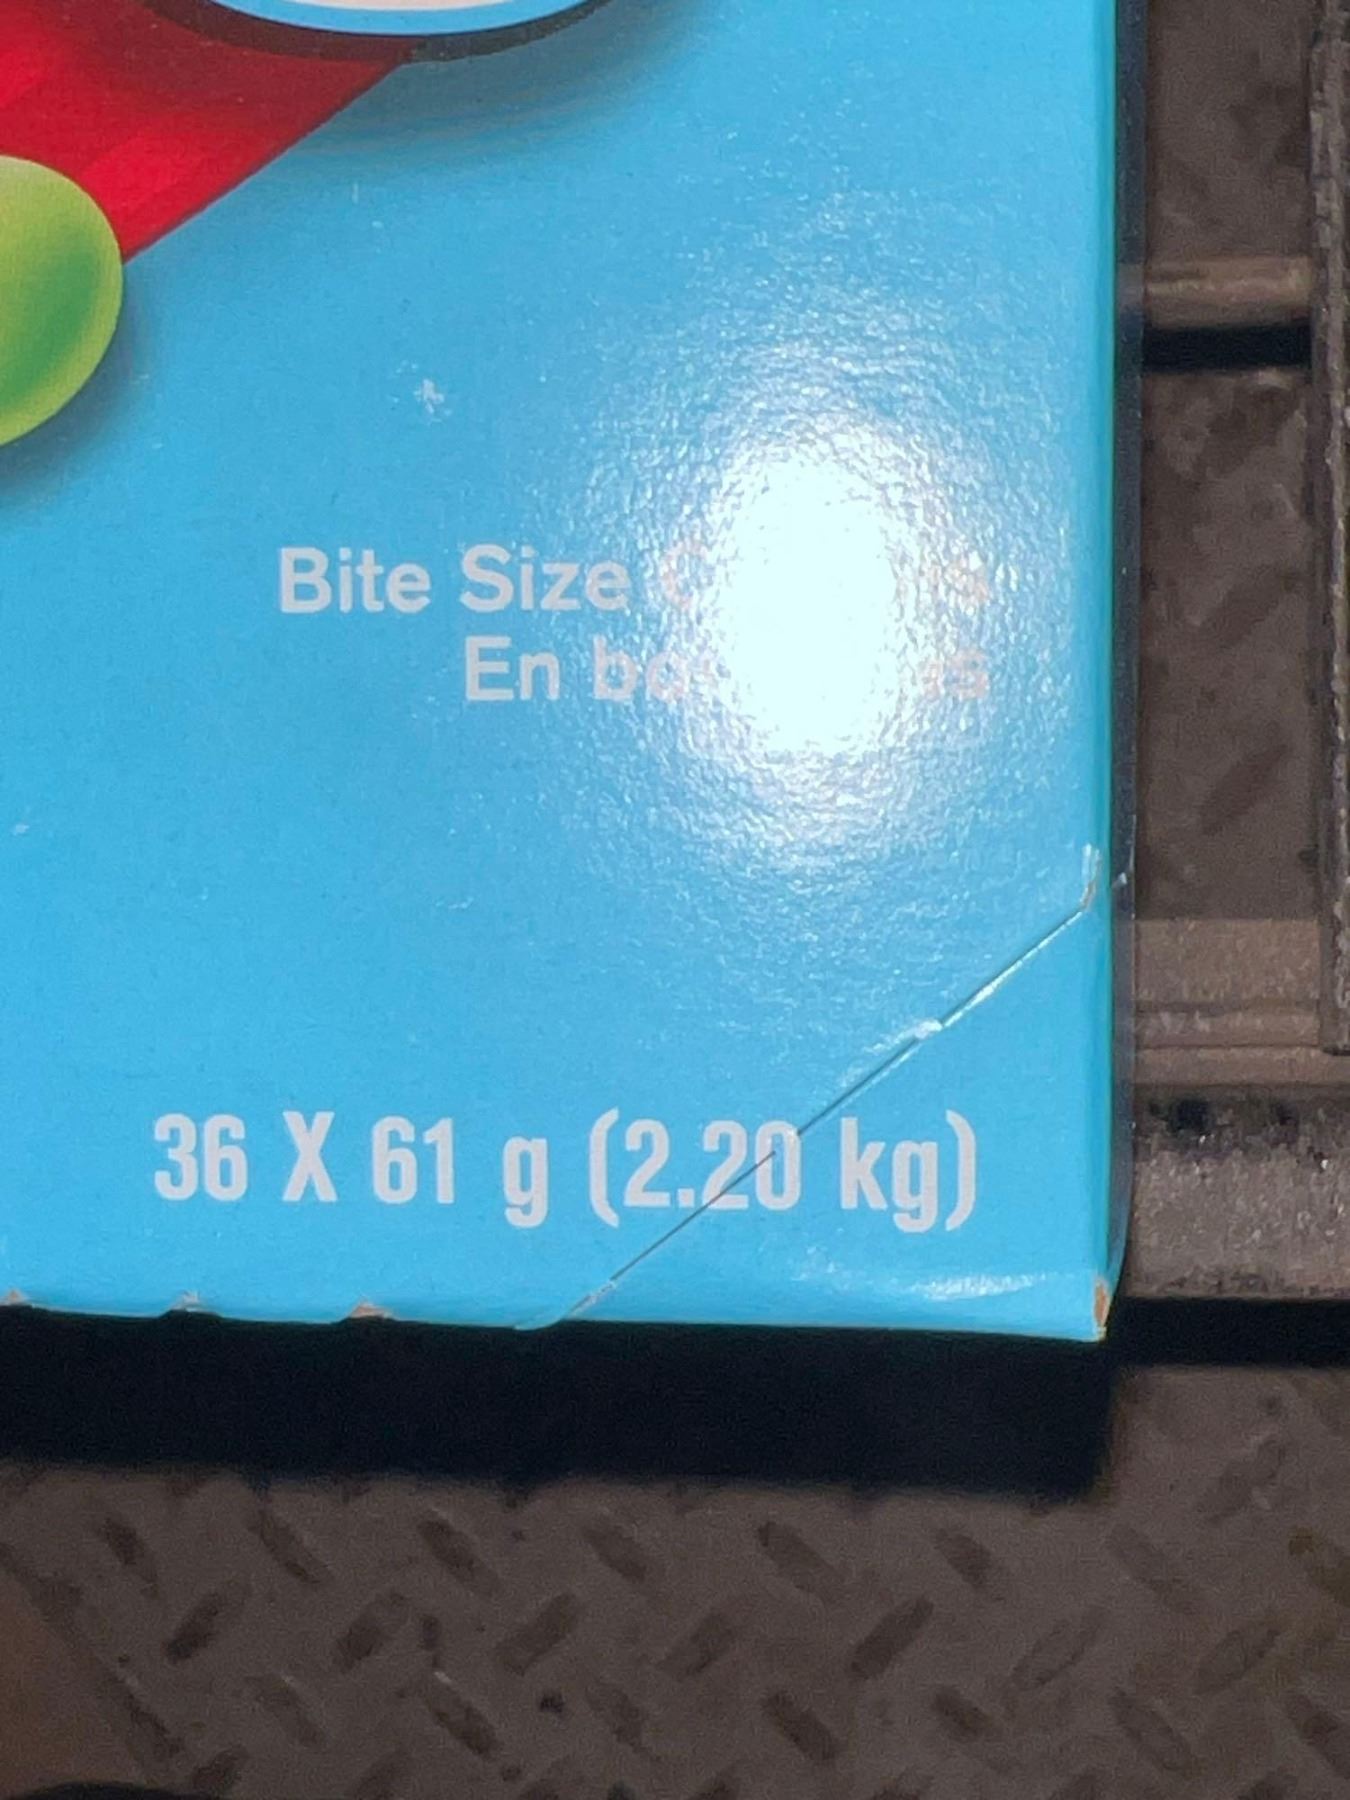 Bite Size
En
36 X 61 g (2.20 kg)